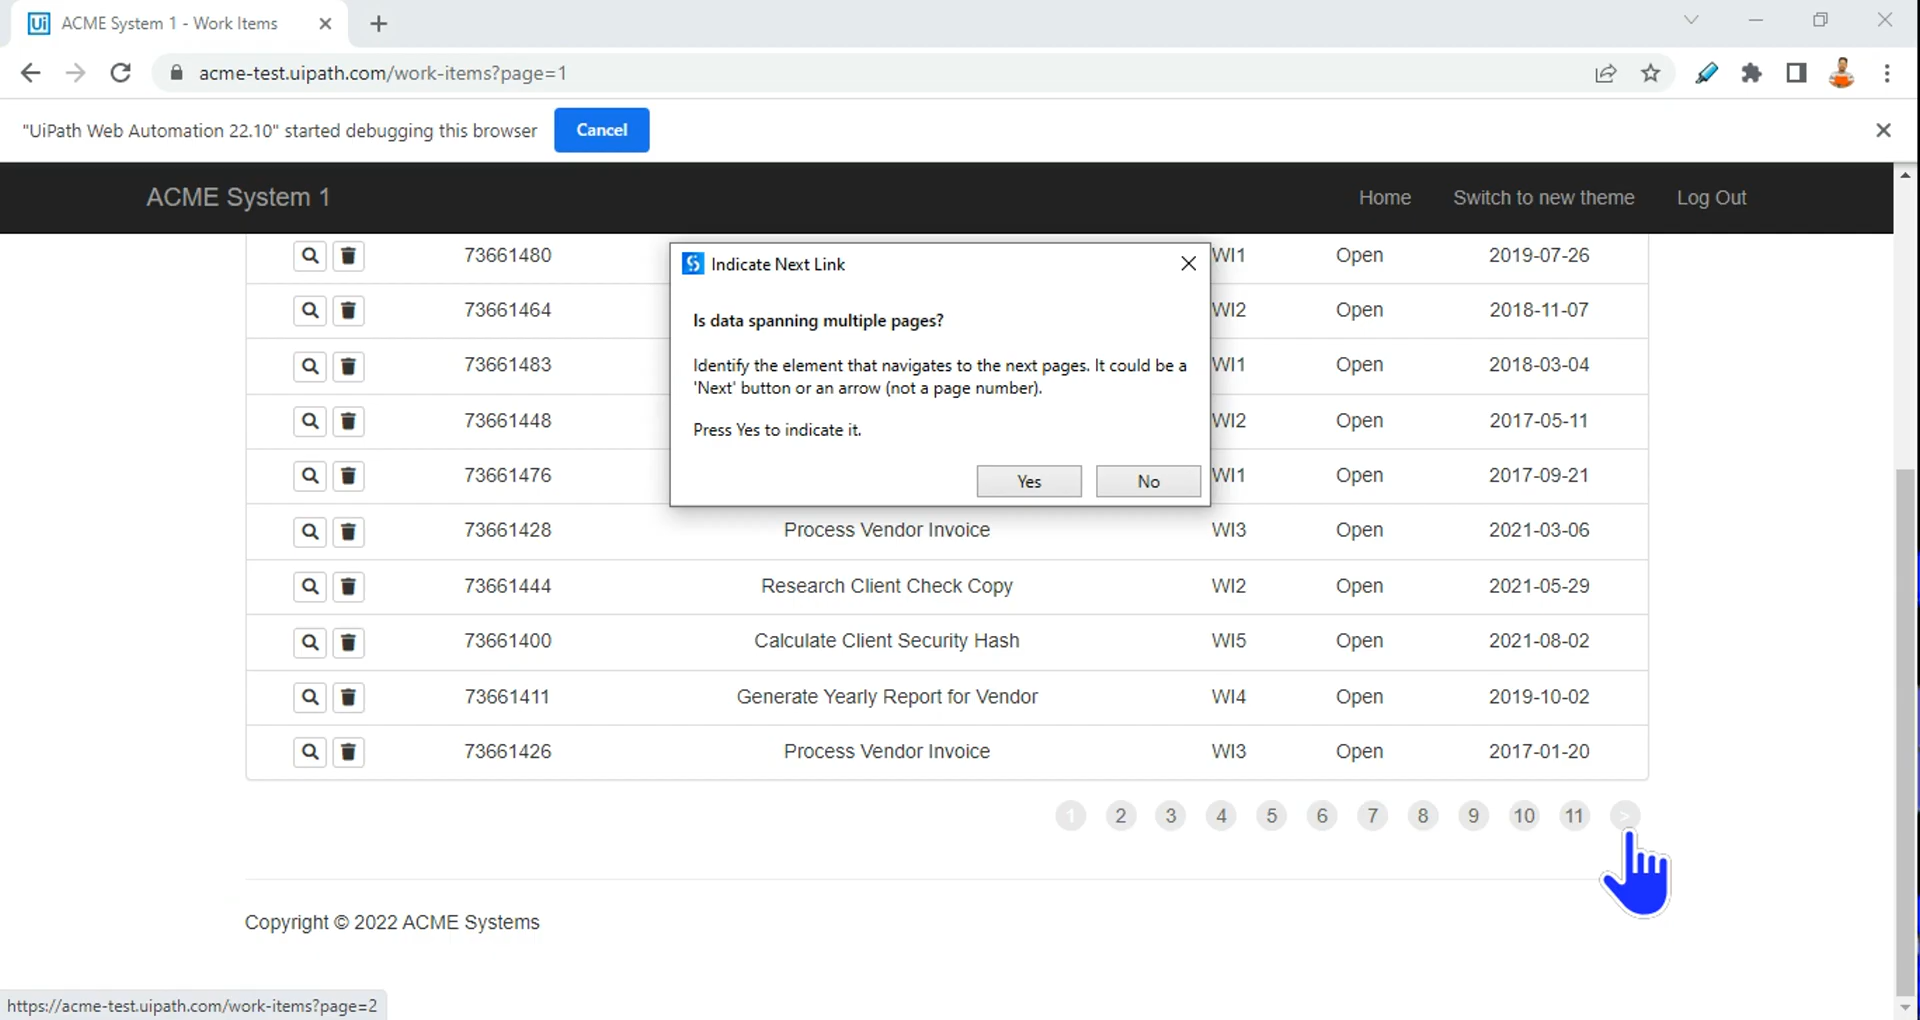 Ui ACME System 1 - Work Items
acme-test.uipath.com/work-items?page=1
"UiPath Web Automation 22.10" started debugging this browser Cancel
ACME System 1 Home Switch to new theme Log Out
73661480 WI1 Open 2019-07-26
Indicate Next Link
73661464 WI2 Open 2018-11-07
Is data spanning multiple pages?
73661483 WI1 Open 2018-03-04
Identify the element that navigates to the next pages. It could be a
'Next' button or an arrow (not a page number).
73661448 WI2 Open 2017-05-11
Press Yes to indicate it.
73661476 WI1 Open 2017-09-21
Yes No
73661428 Process Vendor Invoice WI3 Open 2021-03-06
73661444 Research Client Check Copy WI2 Open 2021-05-29
73661400 Calculate Client Security Hash WI5 Open 2021-08-02
73661411 Generate Yearly Report for Vendor WI4 Open 2019-10-02
73661426 Process Vendor Invoice WI3 Open 2017-01-20
1 2 3 4 5 6 7 8 9 10 11 >
Copyright © 2022 ACME Systems
https://acme-test.uipath.com/work-items?page=2